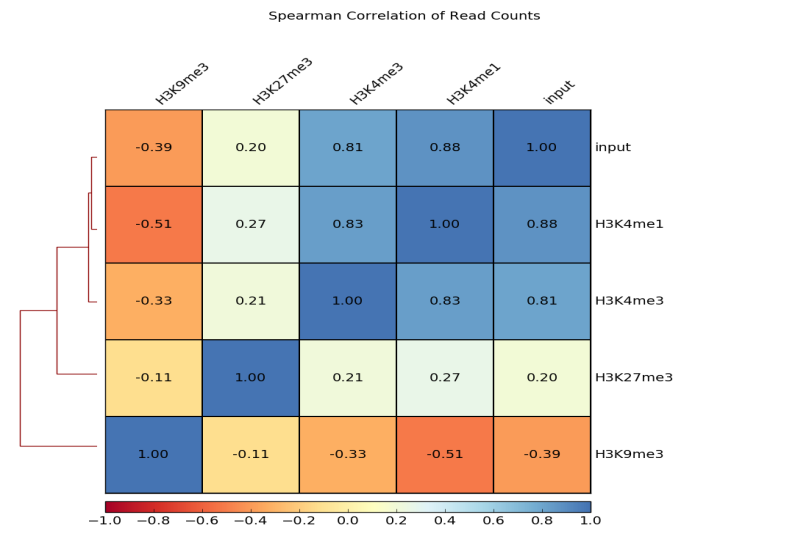 Spearman Correlation of Read Counts
H3K9me3 H3K27me3 H3K4me3 H3K4me1 input
-0.39 0.20 0.81 0.88 1.00 input
-0.51 0.27 0.83 1.00 0.88 H3K4me1
-0.33 0.21 1.00 0.83 0.81 H3K4me3
-0.11 1.00 0.21 0.27 0.20 H3K27me3
1.00 -0.11 -0.33 -0.51 -0.39 H3K9me3
−1.0 −0.8 −0.6 −0.4 −0.2 0.0 0.2 0.4 0.6 0.8 1.0